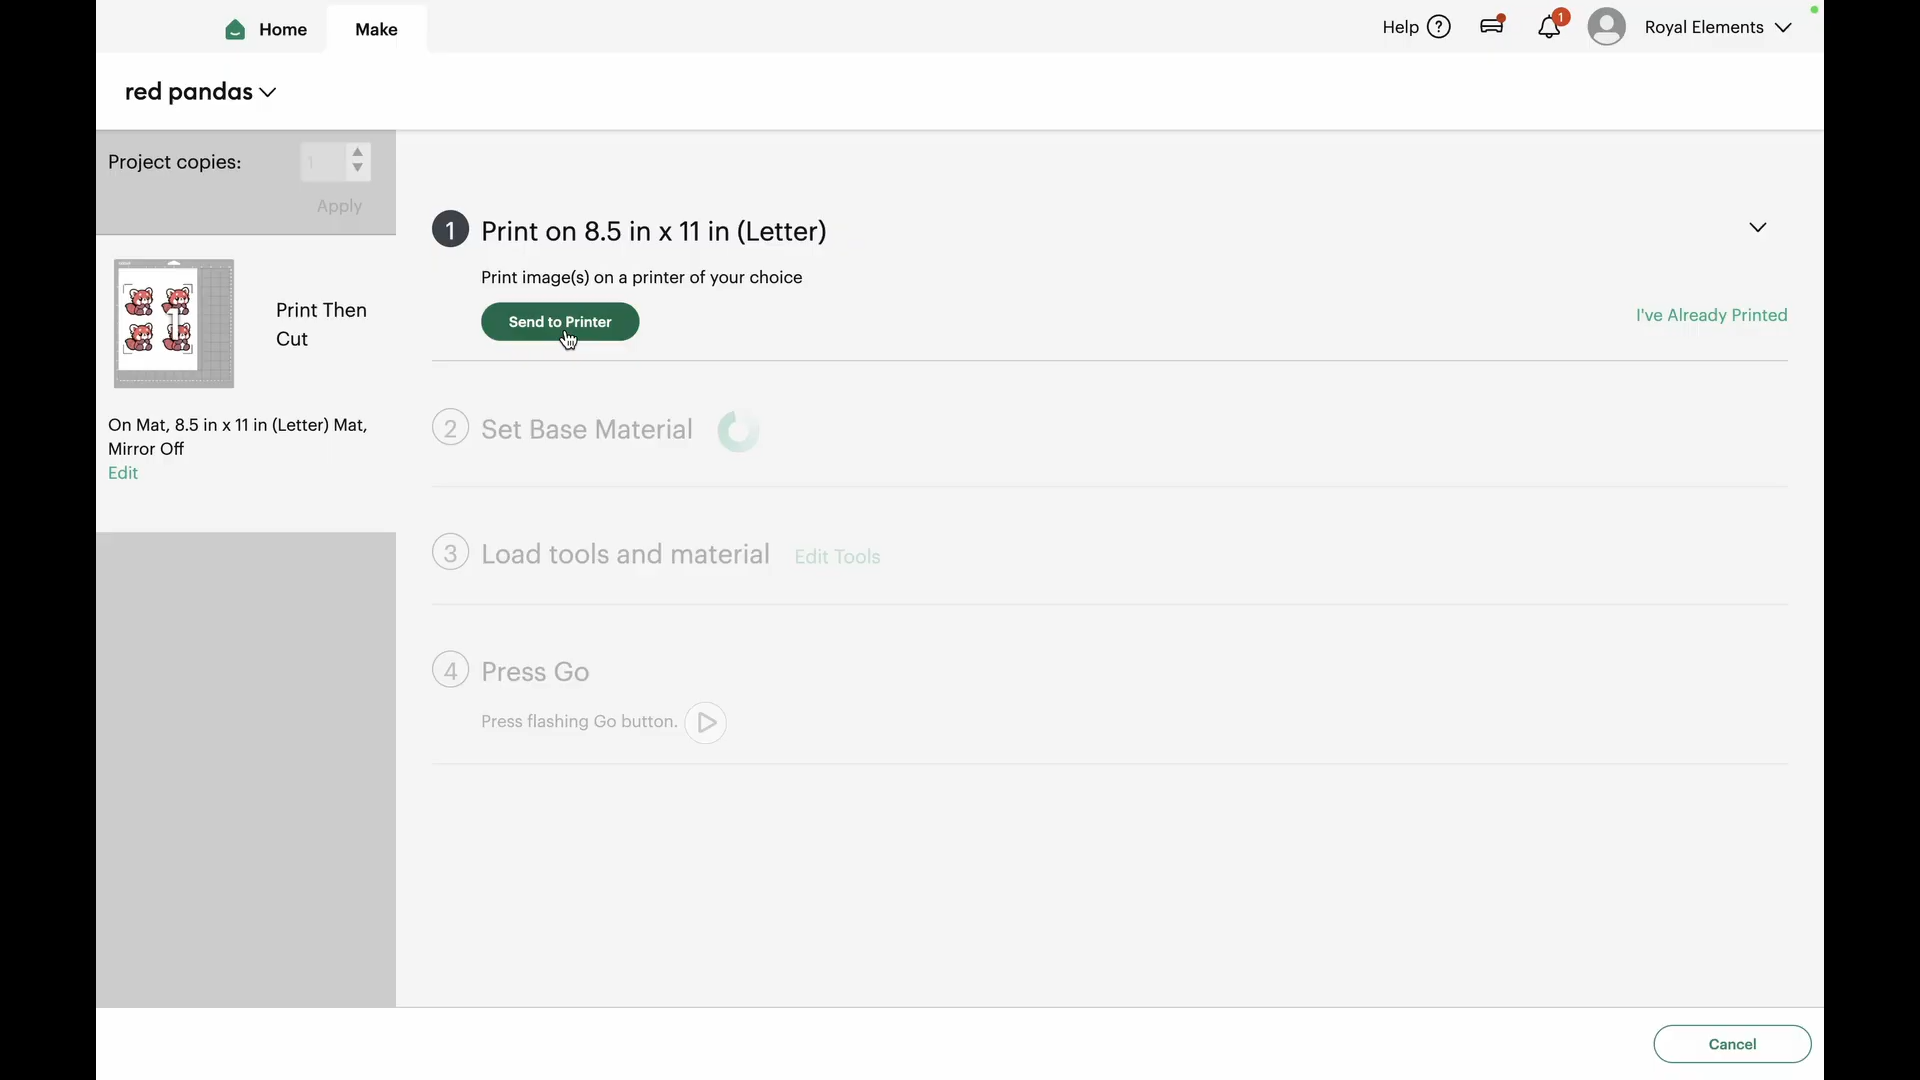 Home
Make
Help
1
Royal Elements
red pandas
Project copies:
1
Apply
1
Print on 8.5 in x 11 in (Letter)
Print image(s) on a printer of your choice
Send to Printer
I've Already Printed
1
Print Then
Cut
On Mat, 8.5 in x 11 in (Letter) Mat,
Mirror Off
Edit
2
Set Base Material
3
Load tools and material
Edit Tools
4
Press Go
Press flashing Go button.
Cancel